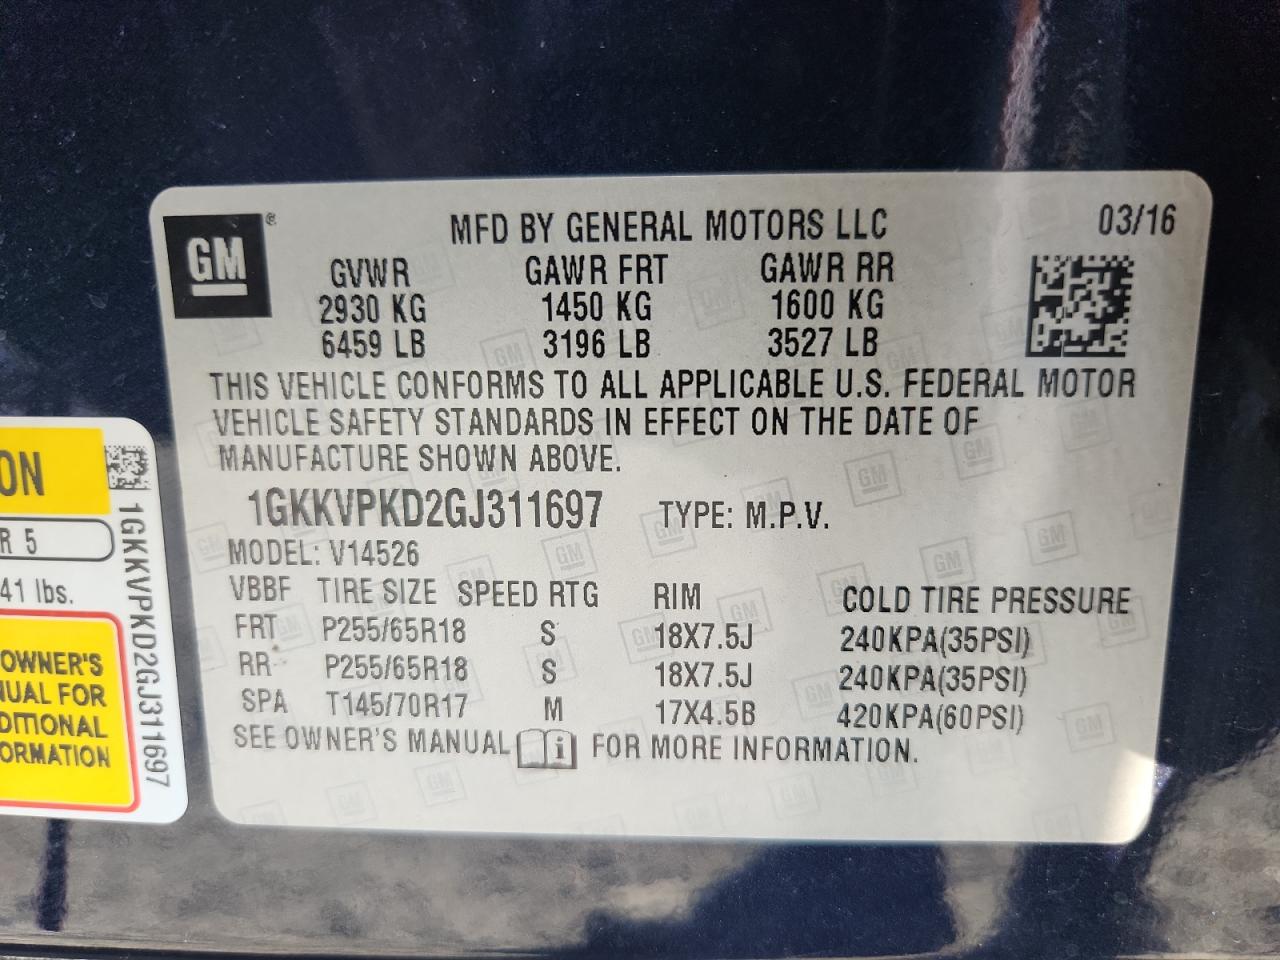 GM ®
MFD BY GENERAL MOTORS LLC
03/16
GVWR GAWR FRT GAWR RR
2930 KG 1450 KG 1600 KG
6459 LB 3196 LB 3527 LB
THIS VEHICLE CONFORMS TO ALL APPLICABLE U.S. FEDERAL MOTOR
VEHICLE SAFETY STANDARDS IN EFFECT ON THE DATE OF
MANUFACTURE SHOWN ABOVE.
1GKKVPKD2GJ311697 TYPE: M.P.V.
MODEL: V14526
VBBF TIRE SIZE SPEED RTG RIM COLD TIRE PRESSURE
FRT P255/65R18 S 18X7.5J 240KPA(35PSI)
RR P255/65R18 S 18X7.5J 240KPA(35PSI)
SPA T145/70R17 M 17X4.5B 420KPA(60PSI)
SEE OWNER'S MANUAL i FOR MORE INFORMATION.
ON
R 5
41 lbs.
OWNER'S
UAL FOR
DITIONAL
ORMATION
1GKKVPKD2GJ311697